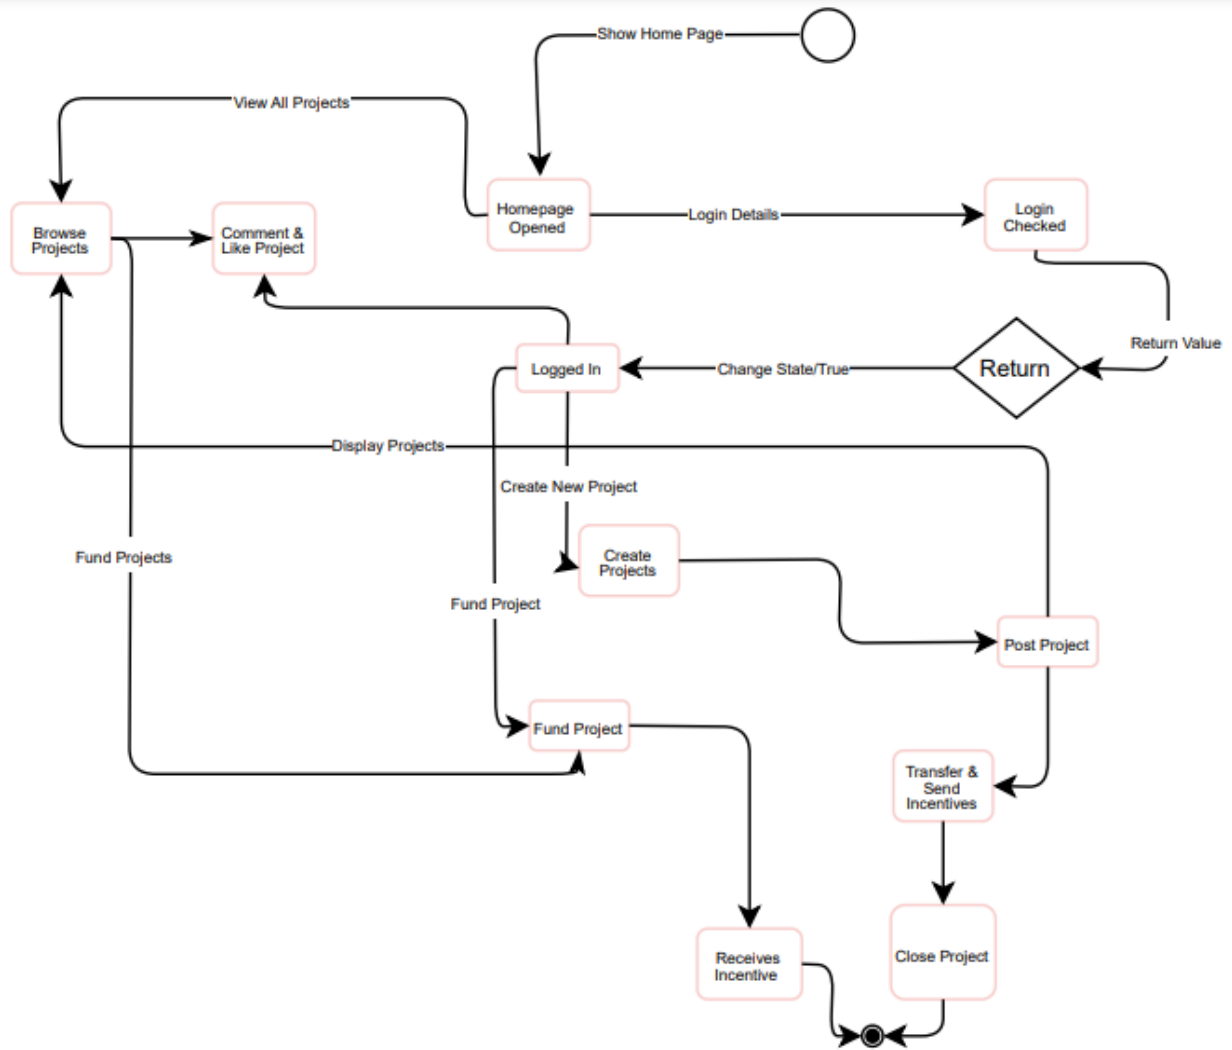 Show Home Page
View All Projects
Homepage
Opened
Login Details
Login
Checked
Browse
Projects
Comment &
Like Project
Return Value
Return
Change State/True
Logged In
Display Projects
Create New Project
Fund Projects
Create
Projects
Fund Project
Post Project
Fund Project
Transfer &
Send
Incentives
Receives
Incentive
Close Project